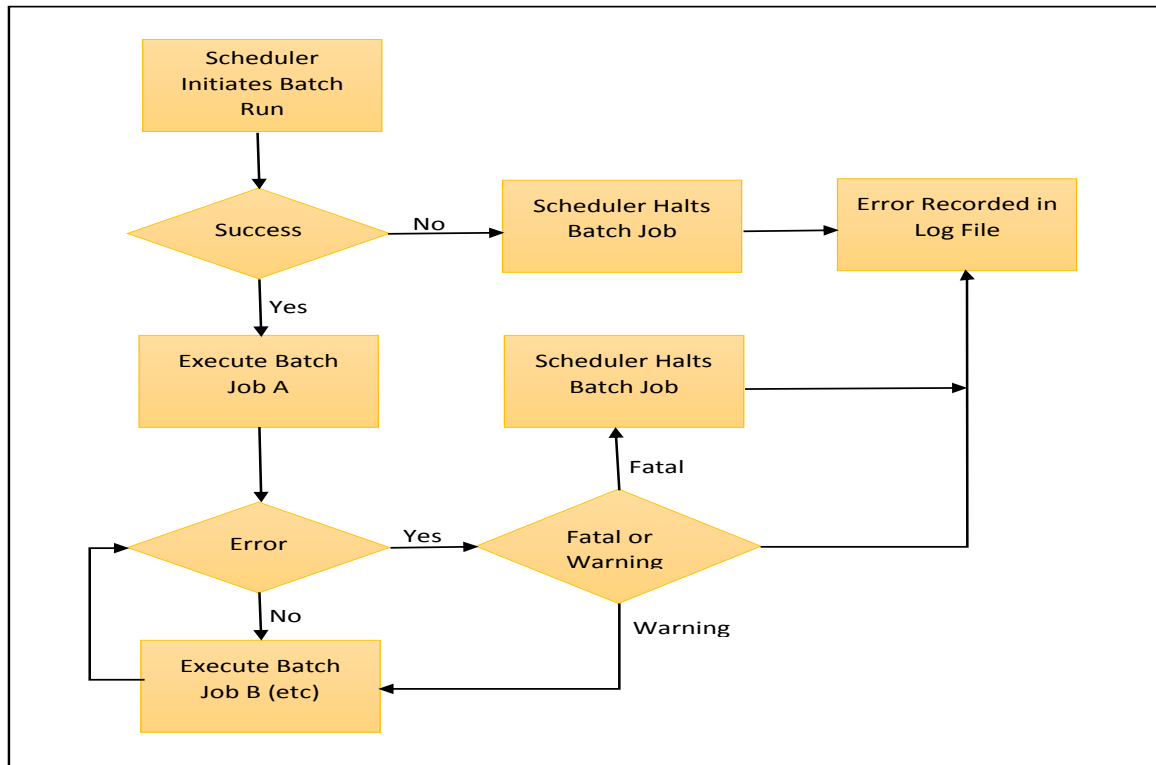 Scheduler
Initiates Batch
Run
Success
No
Scheduler Halts
Batch Job
Error Recorded in
Log File
Yes
Execute Batch
Job A
Scheduler Halts
Batch Job
Fatal
Error
Yes
Fatal or
Warning
No
Warning
Execute Batch
Job B (etc)